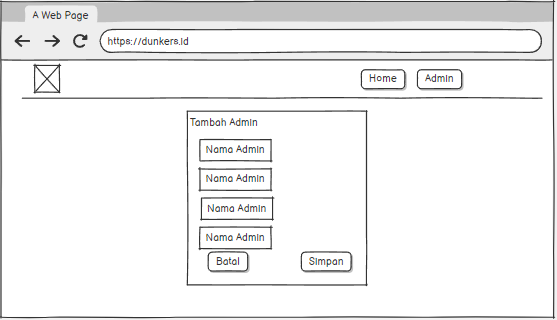 A Web Page
https://dunkers.id
Home
Admin
Tambah Admin
Nama Admin
Nama Admin
Nama Admin
Nama Admin
Batal
Simpan